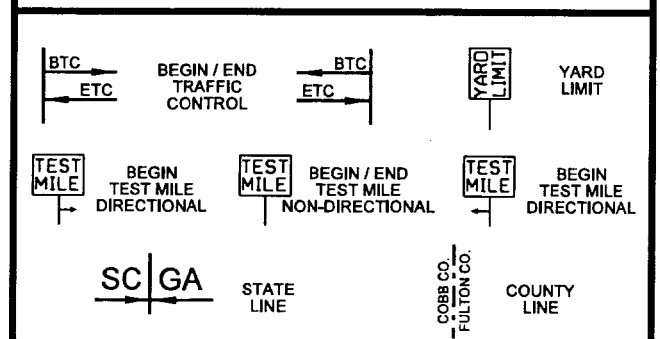 BTC
ETC
BEGIN / END
TRAFFIC
CONTROL
BTC
ETC
YARD
LIMIT
YARD
LIMIT
TEST
MILE
BEGIN
TEST MILE
DIRECTIONAL
TEST
MILE
BEGIN / END
TEST MILE
NON-DIRECTIONAL
TEST
MILE
BEGIN
TEST MILE
DIRECTIONAL
SC GA
STATE
LINE
COBB CO.
FULTON CO.
COUNTY
LINE